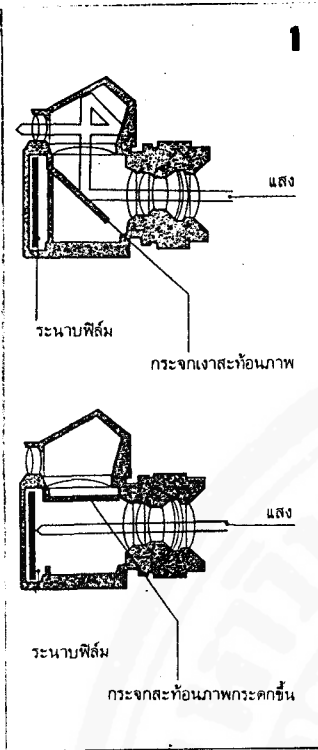 1
แสง
ระนาบฟิล์ม
กระจกเงาสะท้อนภาพ
แสง
ระนาบฟิล์ม
กระจกสะท้อนภาพกระดกขึ้น